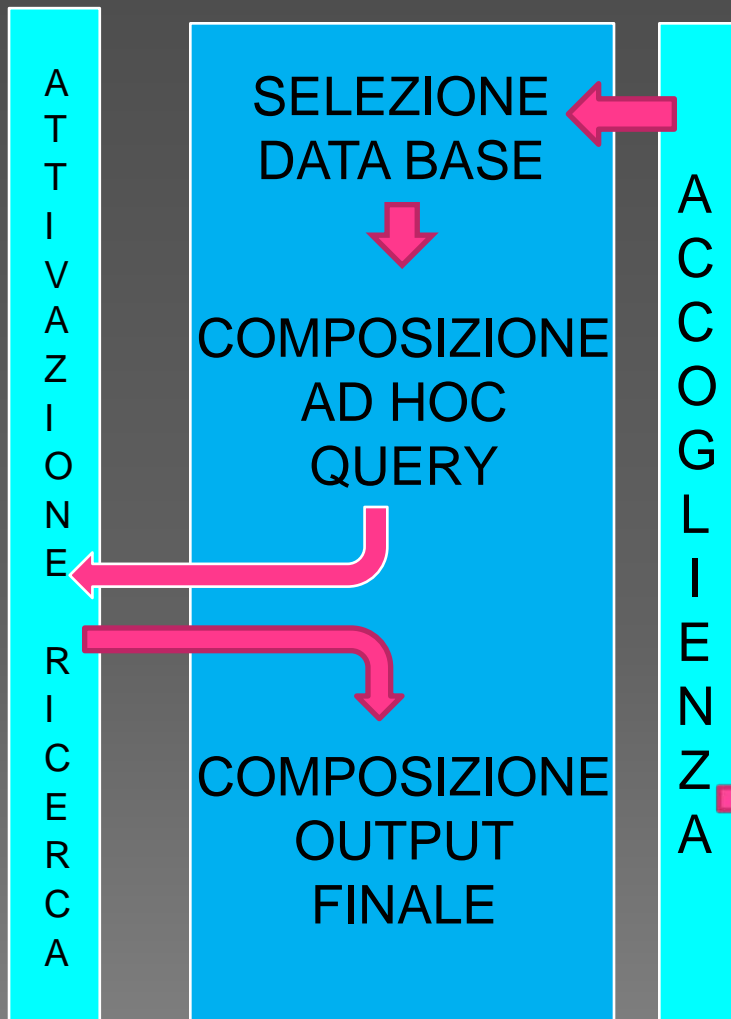 ATTIVAZIONE RICERCA
SELEZIONE
DATA BASE
COMPOSIZIONE
AD HOC
QUERY
COMPOSIZIONE
OUTPUT
FINALE
ACCOGLIENZA